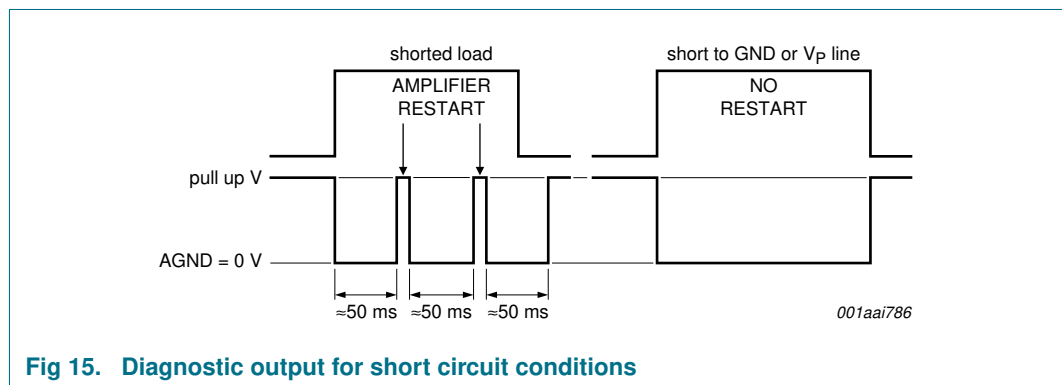 shorted load
short to GND or VP line
AMPLIFIER
RESTART
NO
RESTART
pull up V
AGND = 0 V
≈50 ms
≈50 ms
≈50 ms
001aai786
Fig 15. Diagnostic output for short circuit conditions